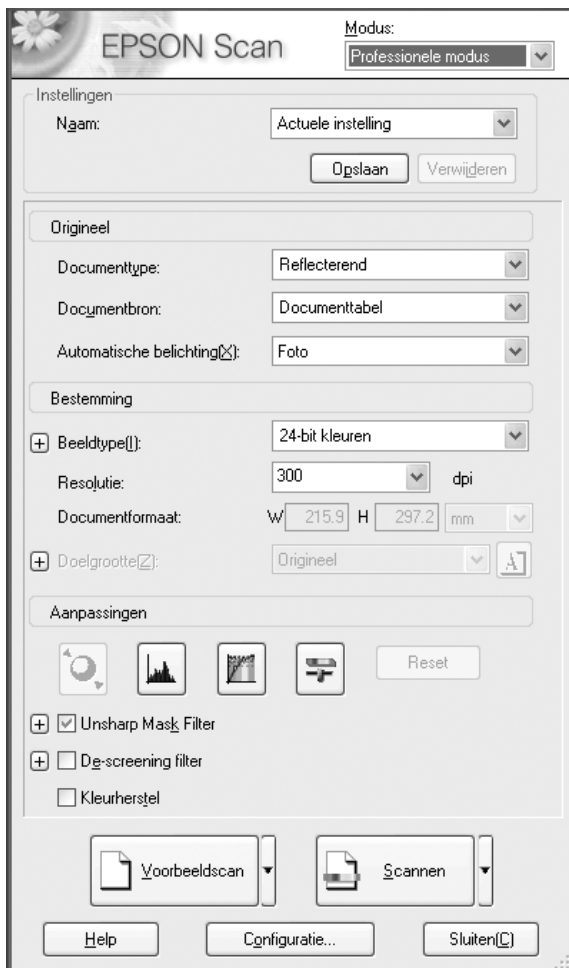 EPSON Scan
Modus:
Professionele modus
Instellingen
Naam:
Actuele instelling
Opslaan
Verwijderen
Origineel
Documenttype:
Reflecterend
Documentbron:
Documenttabel
Automatische belichting(X):
Foto
Bestemming
Beeldtype(I):
24-bit kleuren
Resolutie:
300
dpi
Documentformaat:
W 215.9 H 297.2 mm
Doelgrootte(Z):
Origineel
A
Aanpassingen
Reset
Unsharp Mask Filter
De-screening filter
Kleurherstel
Voorbeeldscan
Scannen
Help
Configuratie...
Sluiten(C)